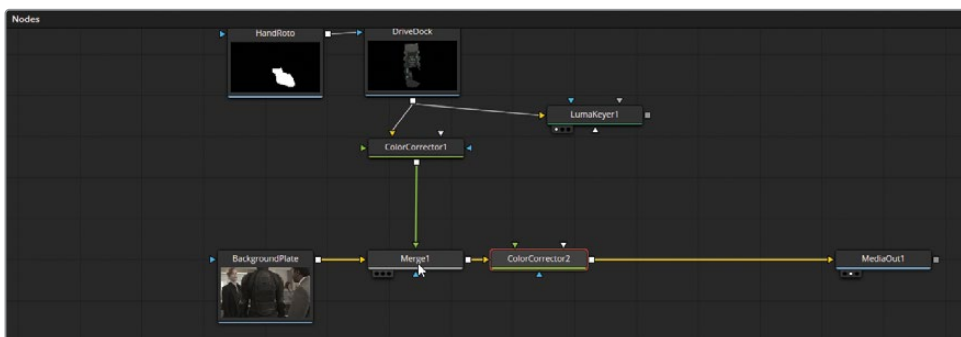 Nodes
HandRoto
DriveDock
LumaKeyer1
ColorCorrector1
BackgroundPlate
Merge1
ColorCorrector2
MediaOut1